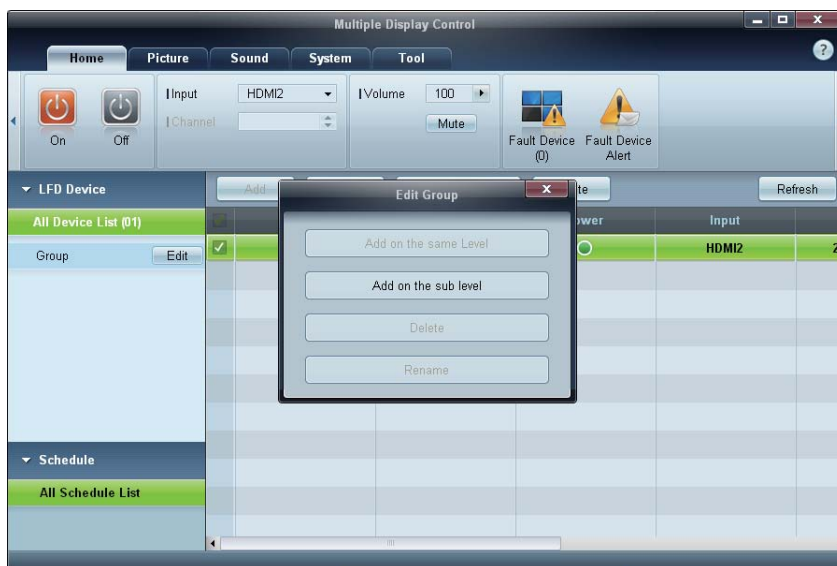 Multiple Display Control
Home Picture Sound System Tool
?
Input HDMI2 Volume 100
Channel Mute
On Off Fault Device (0) Fault Device Alert
LFD Device
Add
Refresh
Edit Group
All Device List (01)
Input
Group Edit
HDMI2
Add on the same Level
Add on the sub level
Delete
Rename
Schedule
All Schedule List